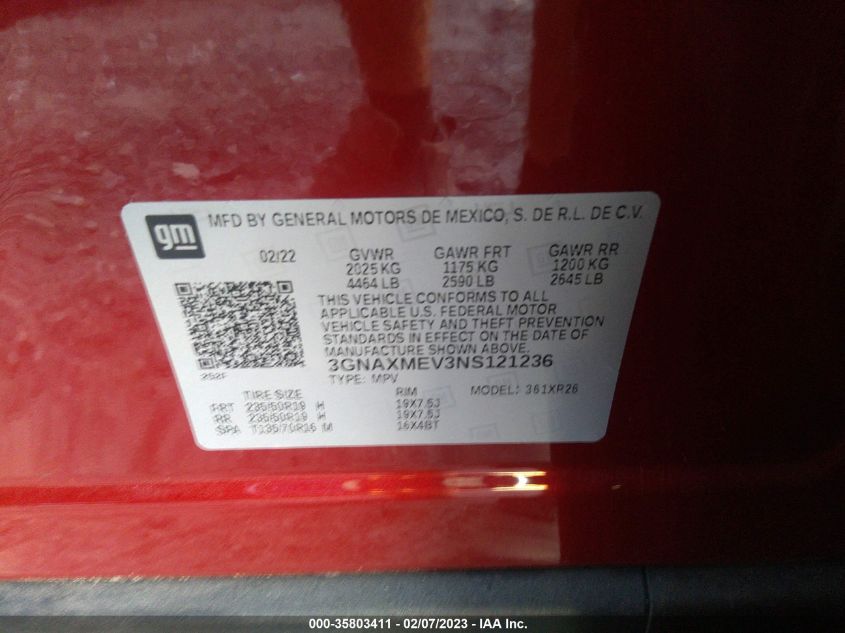 gm
MFD BY GENERAL MOTORS DE MEXICO, S. DE R.L. DE C.V.
02/22 GVWR GAWR FRT GAWR RR
2025 KG 1175 KG 1200 KG
4464 LB 2590 LB 2645 LB
THIS VEHICLE CONFORMS TO ALL
APPLICABLE U.S. FEDERAL MOTOR
VEHICLE SAFETY AND THEFT PREVENTION
STANDARDS IN EFFECT ON THE DATE OF
MANUFACTURE SHOWN ABOVE.
3GNAXMEV3NS121236
TYPE: MPV MODEL: 361XR26
TIRE SIZE RIM
FRT 235/50R19 H 19X7.5J
RR 235/50R19 H 19X7.5J
SPA T135/70R16 M 16X4BT
000-35803411 - 02/07/2023 - IAA Inc.